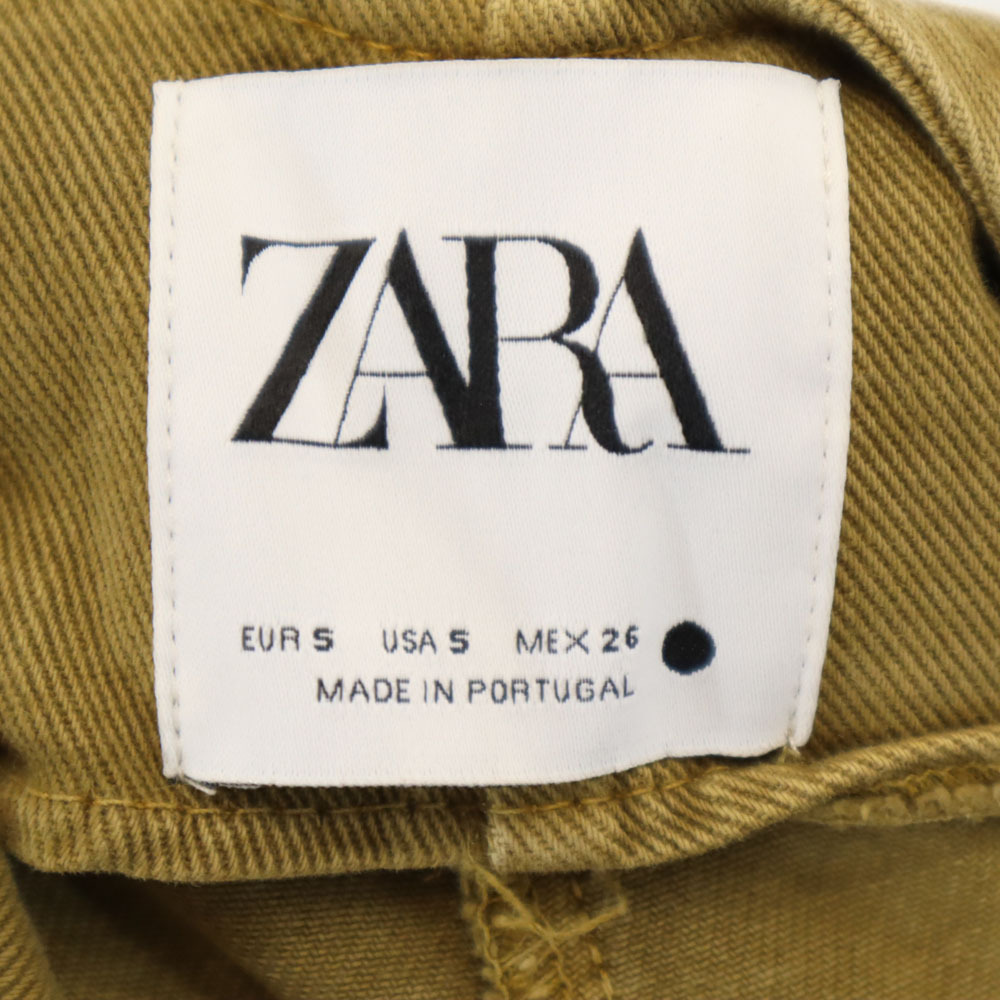 ZARA
EUR S USA S MEX 26
MADE IN PORTUGAL